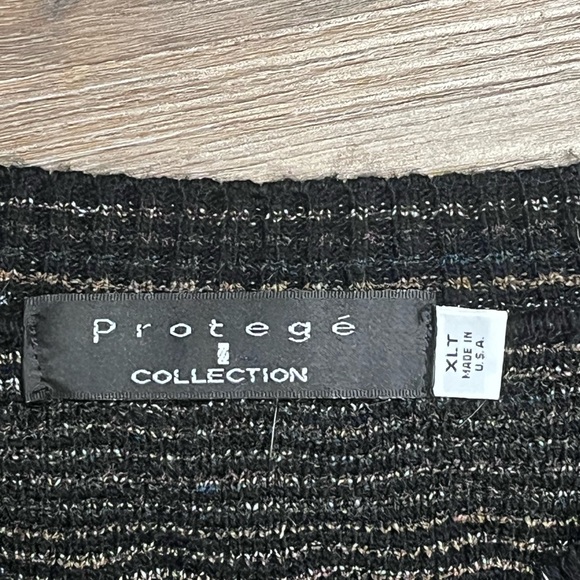 Protegé
COLLECTION
XLT
MADE IN
U.S.A.